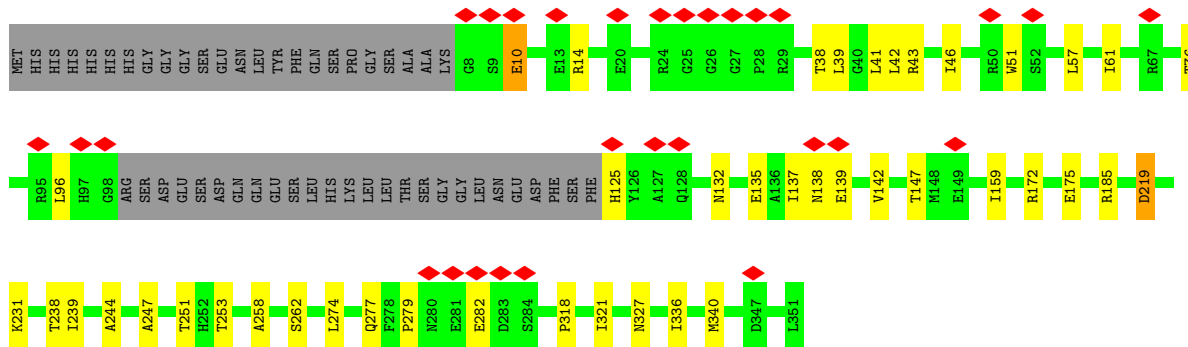 MET HIS HIS HIS HIS HIS HIS GLY GLY GLY SER GLU ASN LEU TYR PHE GLN SER PRO GLY SER ALA ALA LYS G8 S9 E10 E13 R14 E20 R24 G25 G26 G27 P28 R29 T38 L39 G40 L41 L42 R43 I46 R50 W51 S52 L57 I61 R67
R95 L96 H97 G98 ARG SER ASP GLU SER ASP GLN GLN GLU SER LEU HIS LYS LEU LEU THR SER GLY GLY LEU ASN GLU ASP PHE SER PHE H125 Y126 A127 Q128 N132 E135 A136 I137 N138 E139 V142 T147 M148 E149 I159 R172 E175 R185 D219
K231 T238 I239 A244 A247 T251 H252 T253 A258 S262 L274 Q277 F278 P279 N280 E281 E282 D283 S284 P318 I321 N327 I336 M340 D347 L351